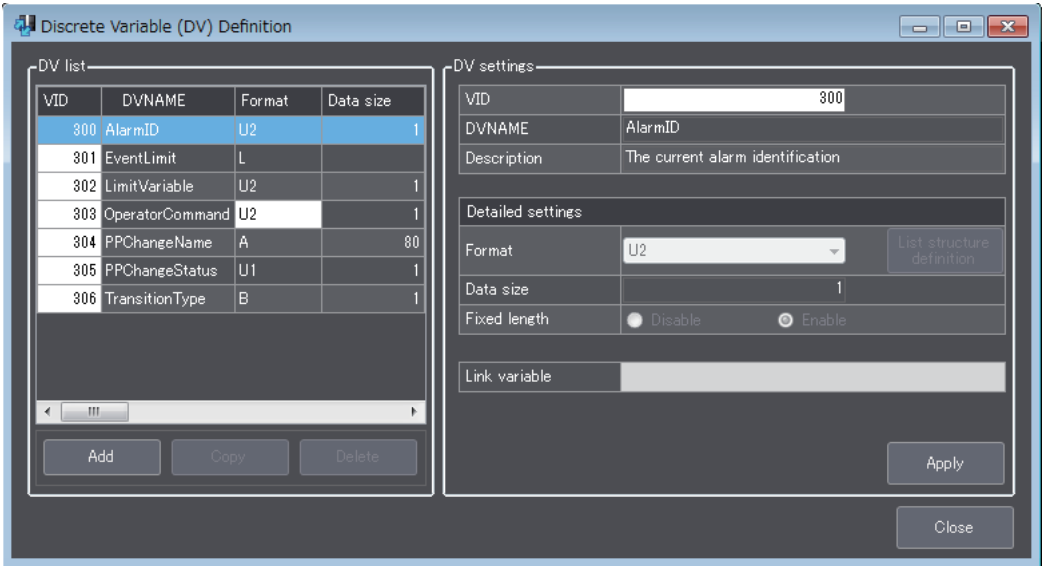 Discrete Variable (DV) Definition
DV list
VID DVNAME Format Data size
300 AlarmID U2 1
301 EventLimit L
302 LimitVariable U2 1
303 OperatorCommand U2 1
304 PPChangeName A 80
305 PPChangeStatus U1 1
306 TransitionType B 1
Add Copy Delete
DV settings
VID 300
DVNAME AlarmID
Description The current alarm identification
Detailed settings
Format U2 List structure
definition
Data size 1
Fixed length Disable Enable
Link variable
Apply
Close